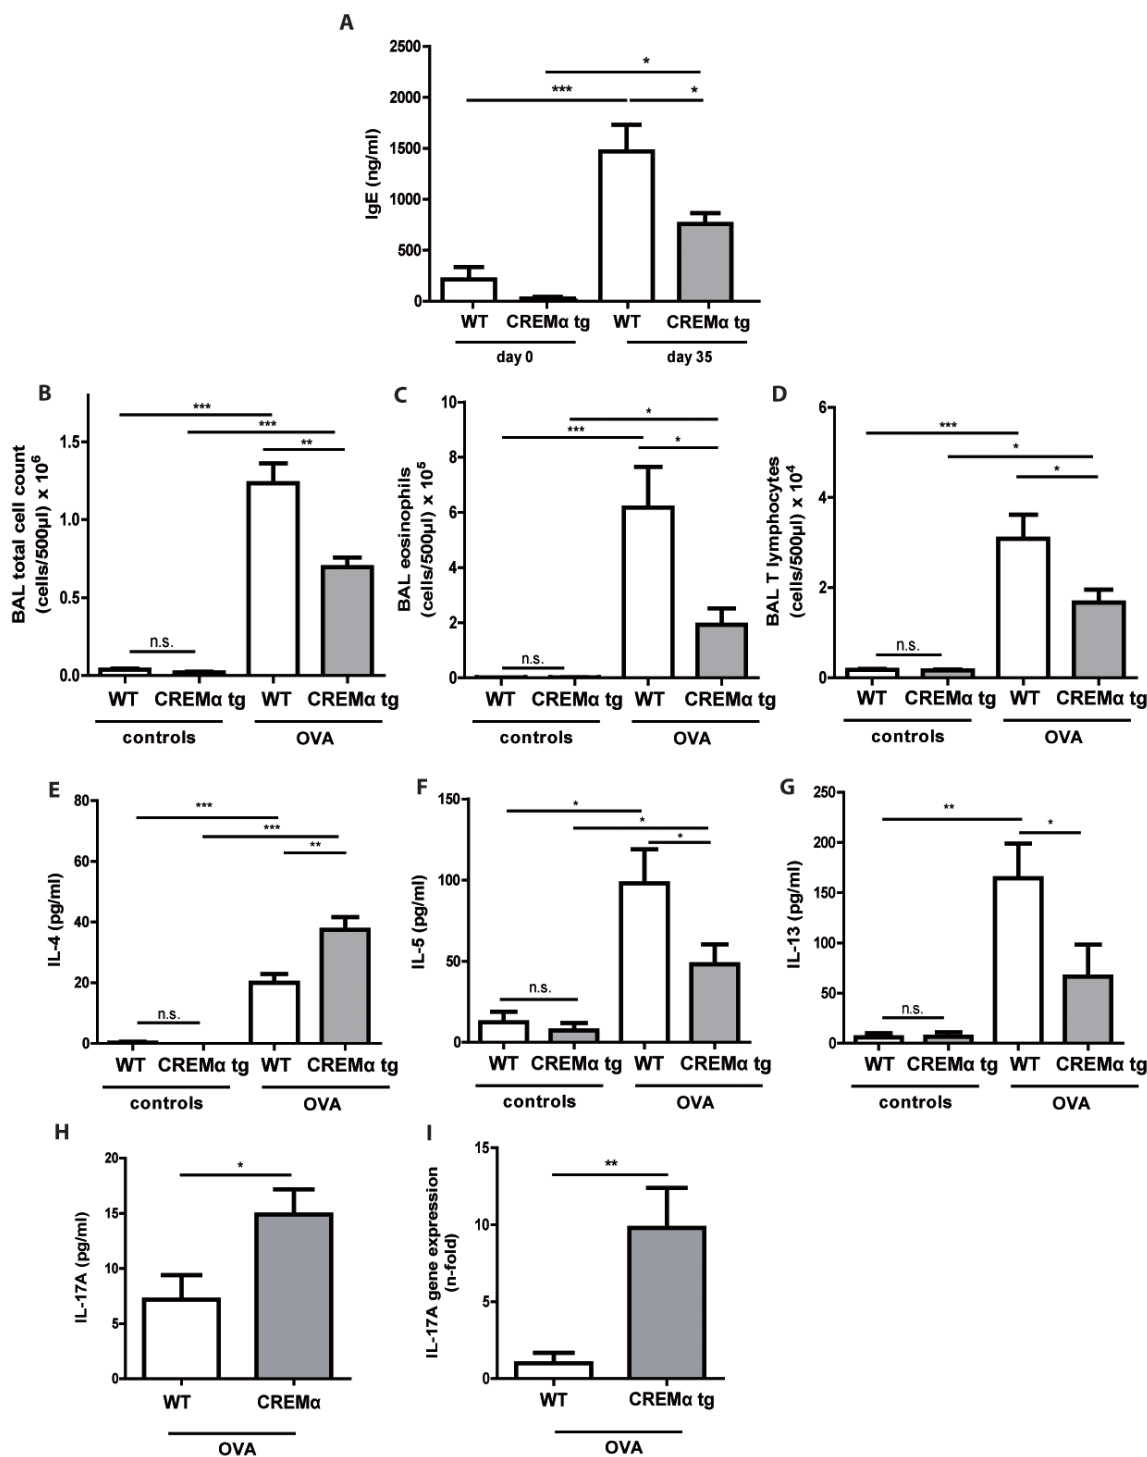 A
IgE (ng/ml)
2500
2000
1500
1000
500
0
*
***
*
WT CREMα tg WT CREMα tg
day 0 day 35
B
BAL total cell count
(cells/500µl) x 10⁶
1.5
1.0
0.5
0.0
***
***
**
n.s.
WT CREMα tg WT CREMα tg
controls OVA
C
BAL eosinophils
(cells/500µl) x 10⁵
10
8
6
4
2
0
*
***
*
n.s.
WT CREMα tg WT CREMα tg
controls OVA
D
BAL T lymphocytes
(cells/500µl) x 10⁴
6
4
2
0
***
*
*
n.s.
WT CREMα tg WT CREMα tg
controls OVA
E
IL-4 (pg/ml)
80
60
40
20
0
***
***
**
n.s.
WT CREMα tg WT CREMα tg
controls OVA
F
IL-5 (pg/ml)
150
100
50
0
*
*
*
n.s.
WT CREMα tg WT CREMα tg
controls OVA
G
IL-13 (pg/ml)
250
200
150
100
50
0
**
*
n.s.
WT CREMα tg WT CREMα tg
controls OVA
H
IL-17A (pg/ml)
20
15
10
5
0
*
WT CREMα
OVA
I
IL-17A gene expression
(n-fold)
15
10
5
0
**
WT CREMα tg
OVA